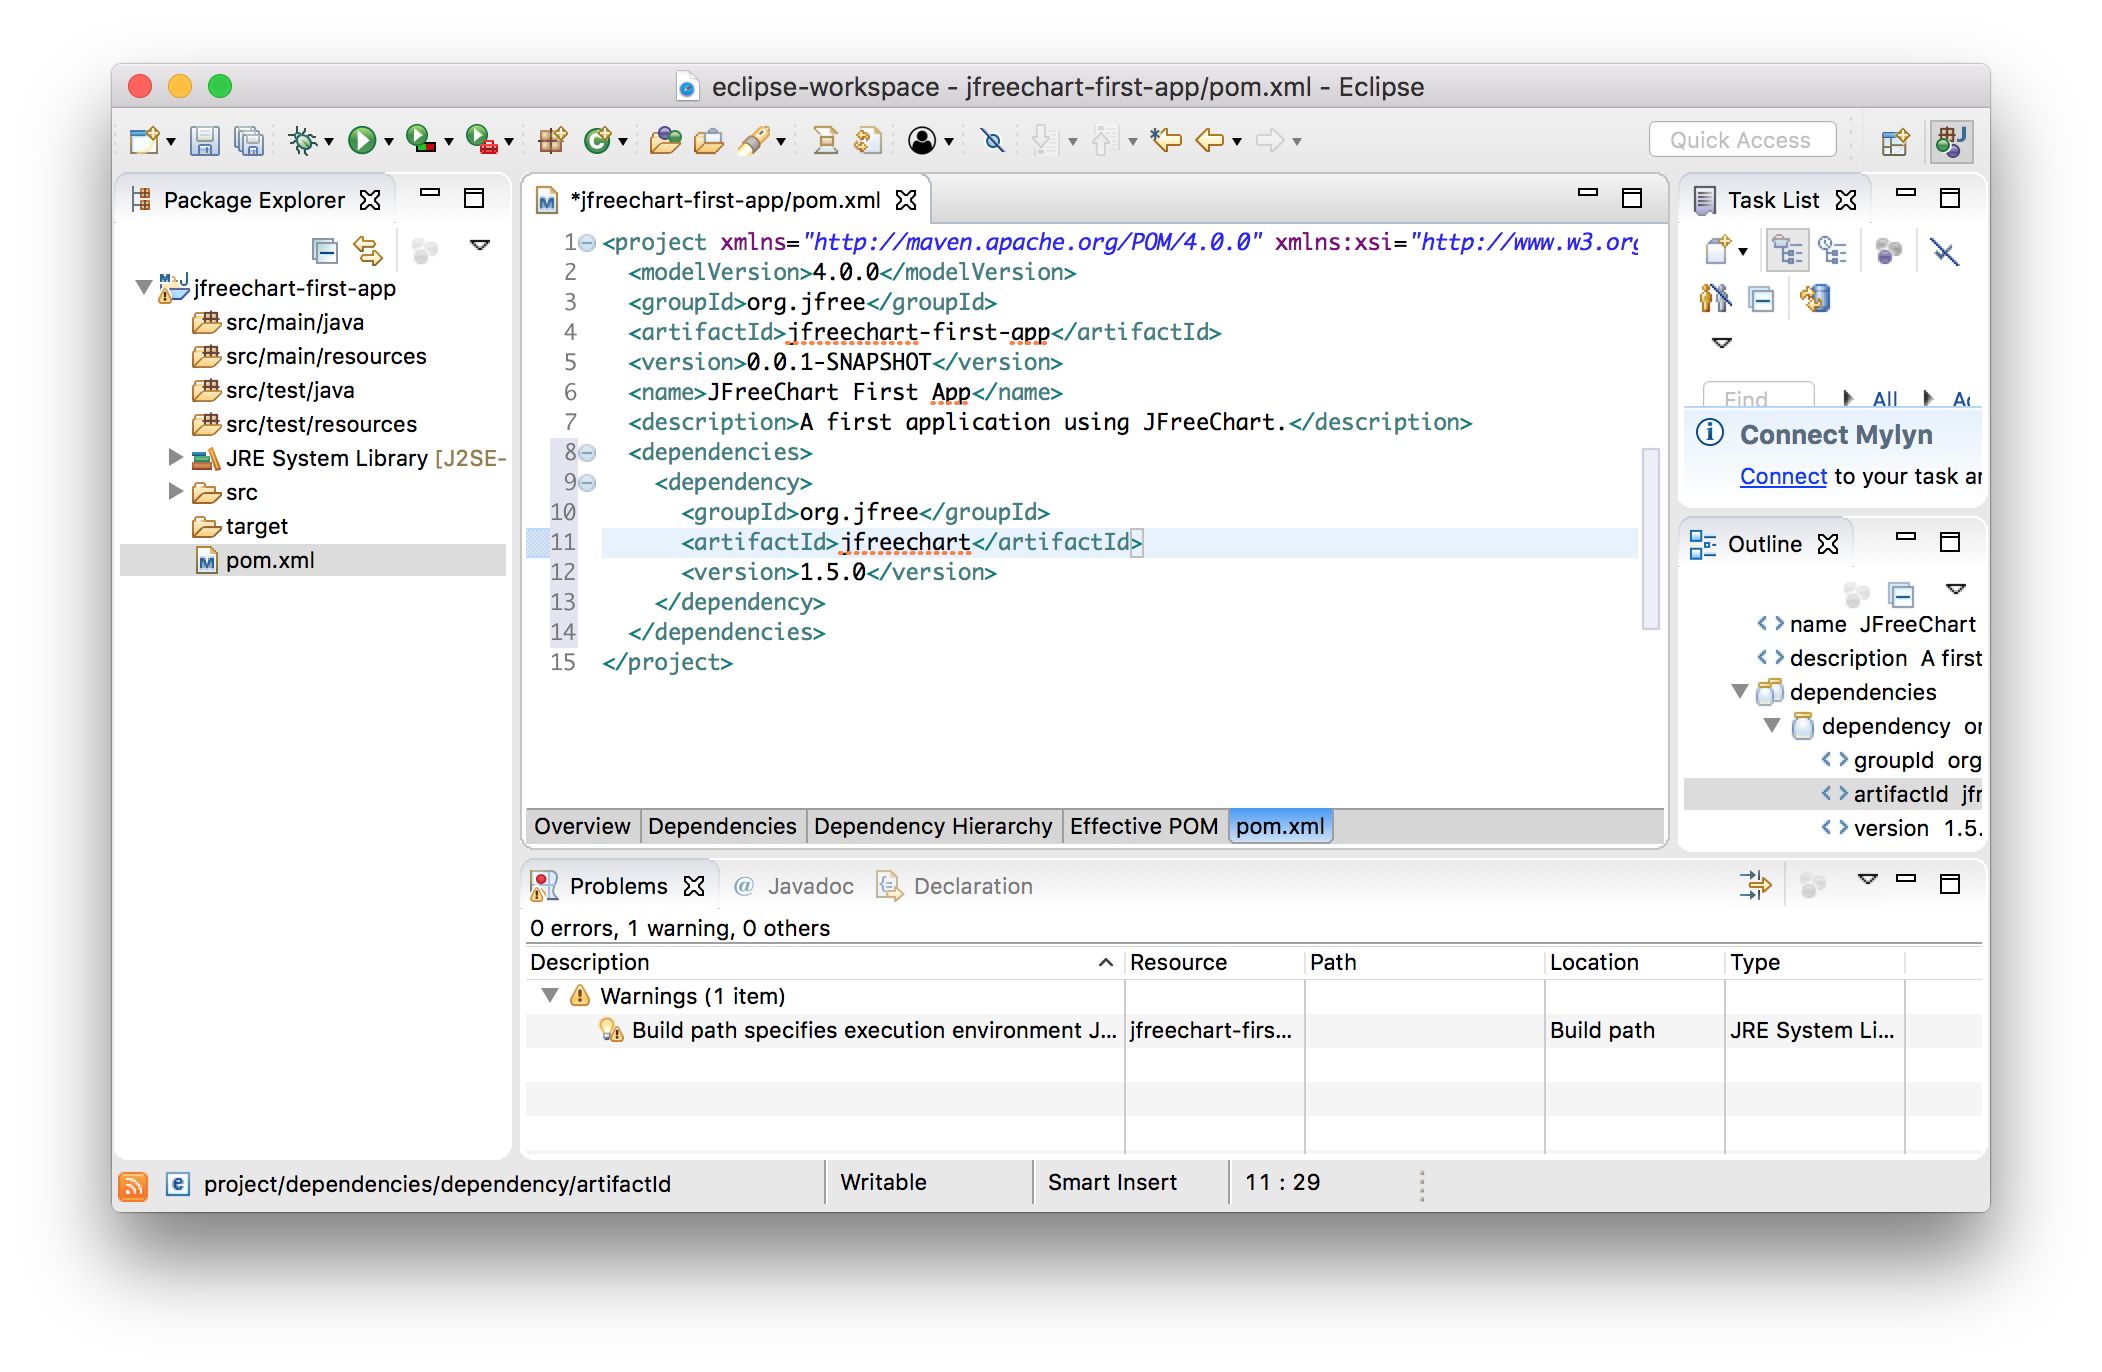 eclipse-workspace - jfreechart-first-app/pom.xml - Eclipse
Quick Access
Package Explorer
jfreechart-first-app
src/main/java
src/main/resources
src/test/java
src/test/resources
JRE System Library [J2SE-
src
target
pom.xml
*jfreechart-first-app/pom.xml
1 <project xmlns="http://maven.apache.org/POM/4.0.0" xmlns:xsi="http://www.w3.org
2 <modelVersion>4.0.0</modelVersion>
3 <groupId>org.jfree</groupId>
4 <artifactId>jfreechart-first-app</artifactId>
5 <version>0.0.1-SNAPSHOT</version>
6 <name>JFreeChart First App</name>
7 <description>A first application using JFreeChart.</description>
8 <dependencies>
9 <dependency>
10 <groupId>org.jfree</groupId>
11 <artifactId>jfreechart</artifactId>
12 <version>1.5.0</version>
13 </dependency>
14 </dependencies>
15 </project>
Overview Dependencies Dependency Hierarchy Effective POM pom.xml
Task List
Find All Ac
Connect Mylyn
Connect to your task ar
Outline
name JFreeChart
description A first
dependencies
dependency or
groupId org
artifactId jfr
version 1.5.
Problems @ Javadoc Declaration
0 errors, 1 warning, 0 others
Description Resource Path Location Type
Warnings (1 item)
Build path specifies execution environment J... jfreechart-firs... Build path JRE System Li...
project/dependencies/dependency/artifactId Writable Smart Insert 11 : 29